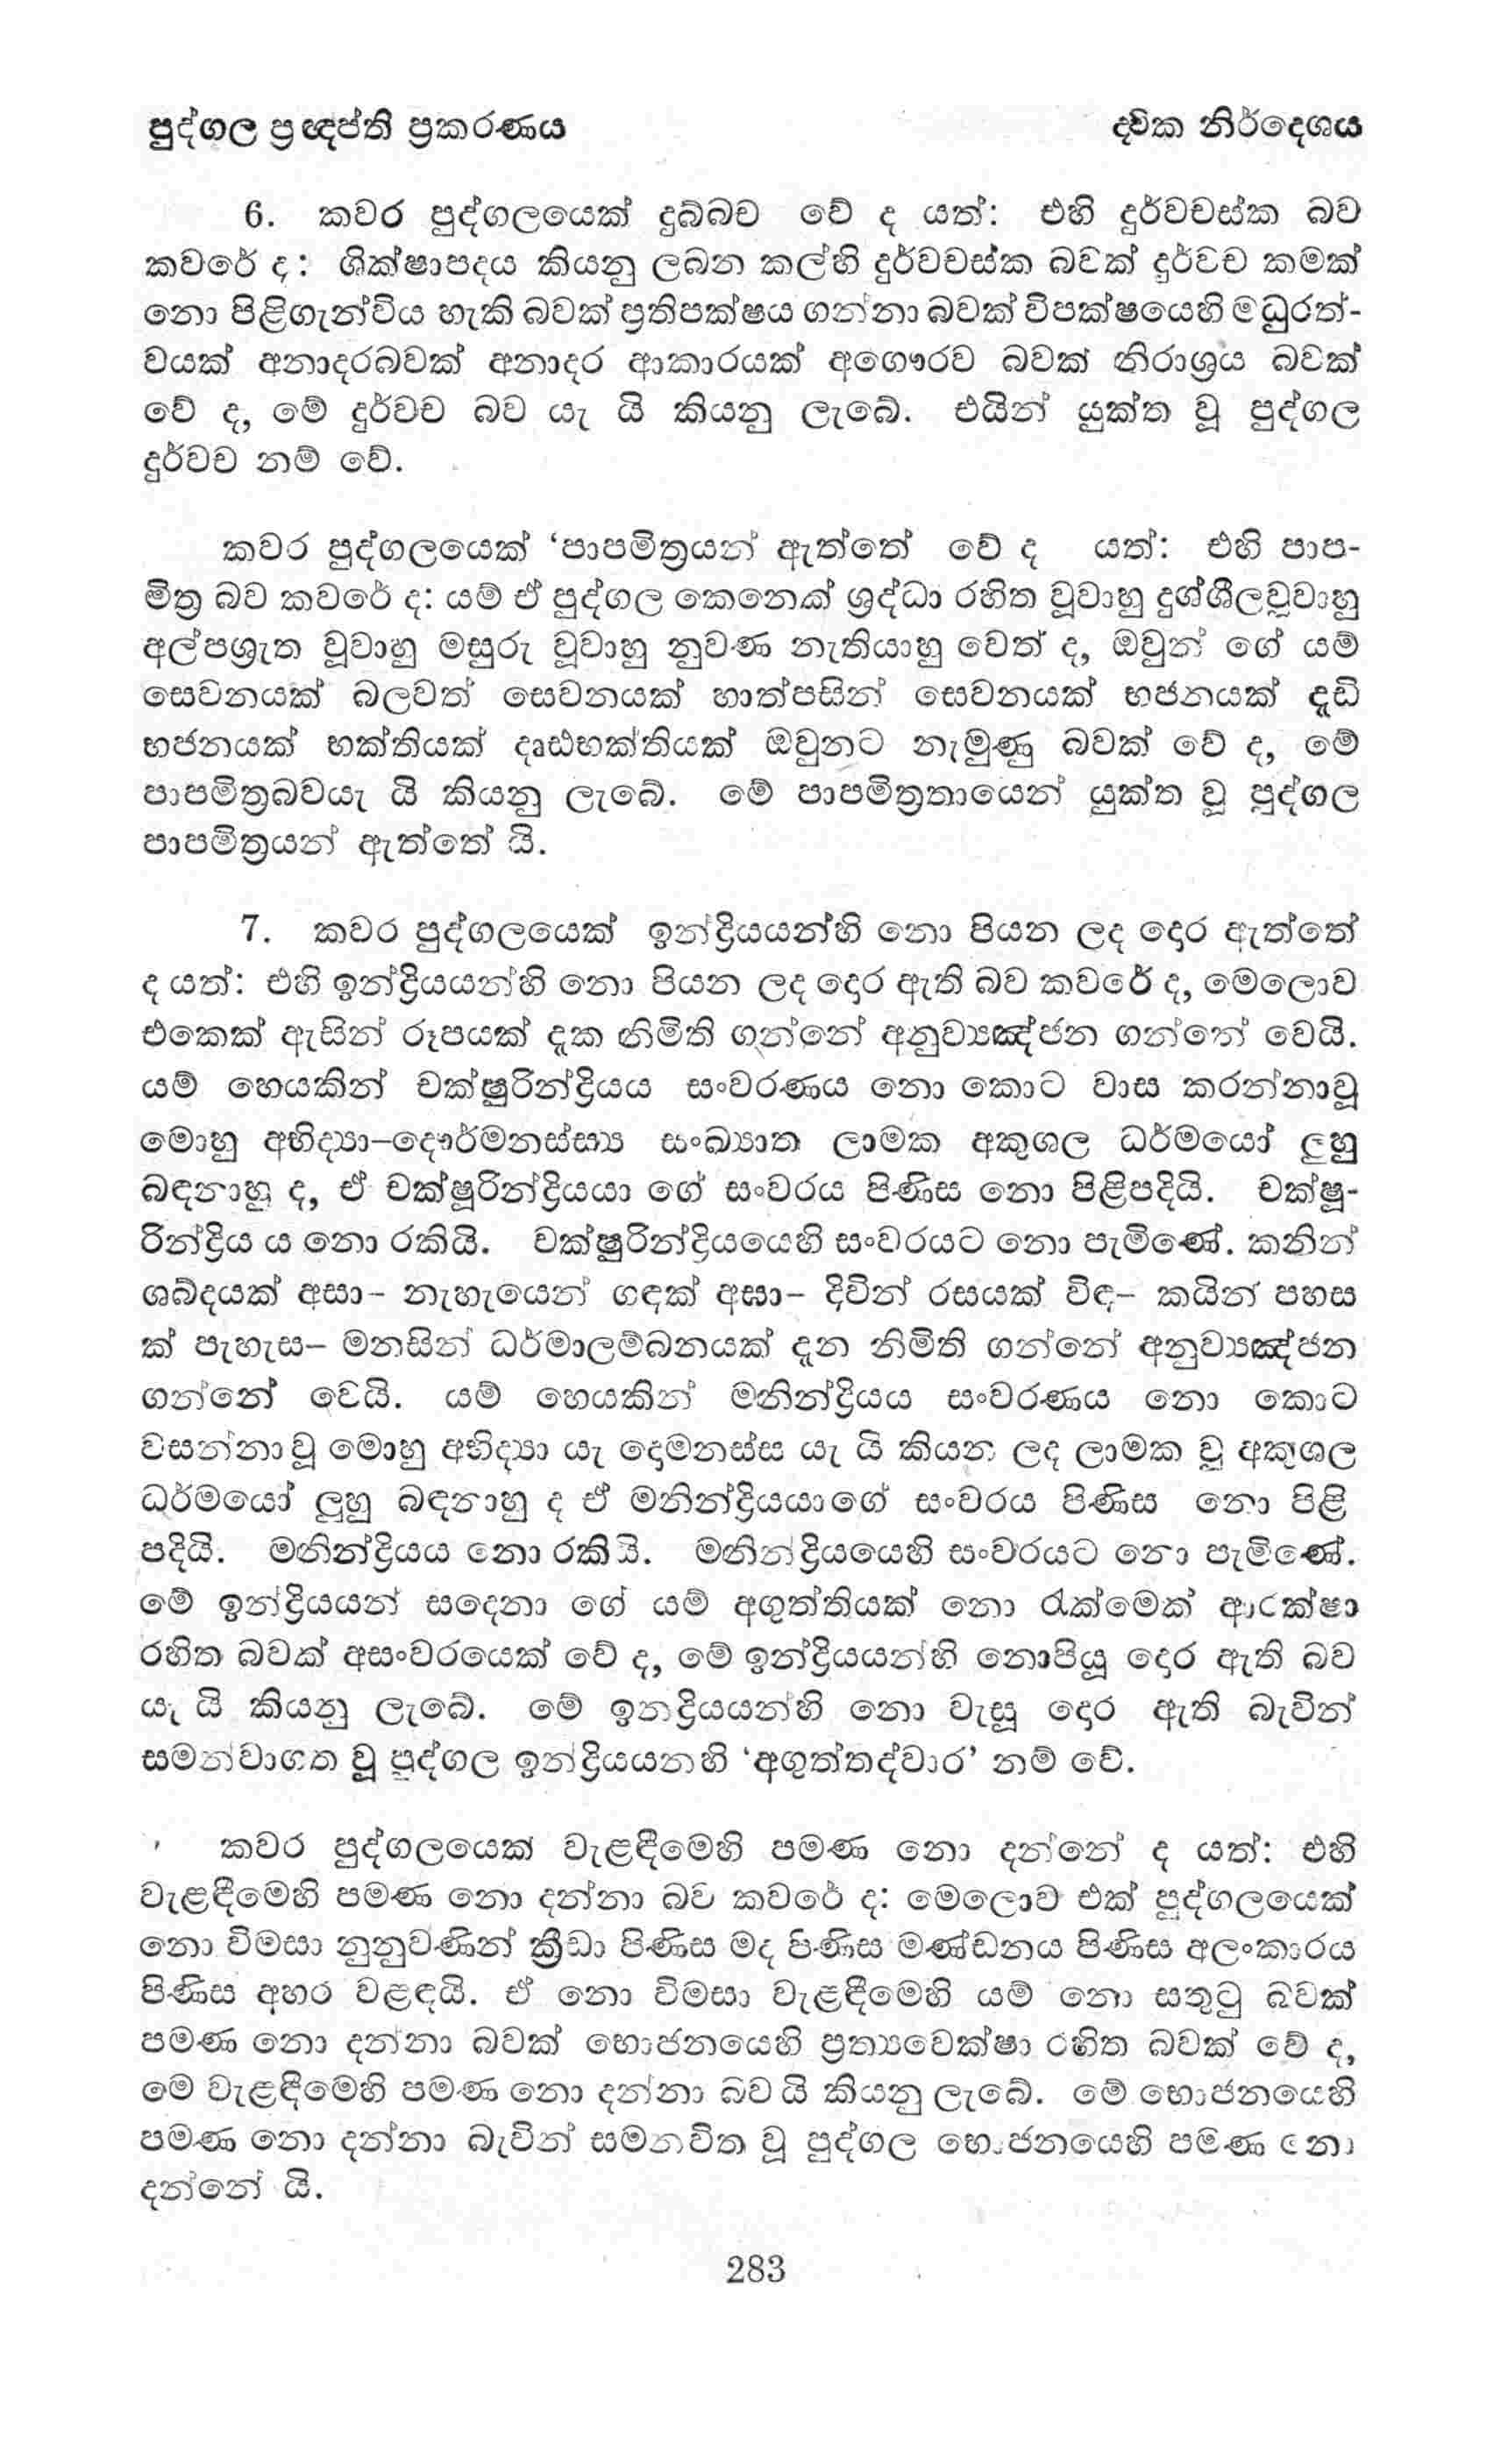 පුද්ගල ප්‍රඥප්ති ප්‍රකරණය
ද්වික නිර්දෙශය
6. කවර පුද්ගලයෙක් දුබ්බච වේ ද යත්: එහි දුර්වචස්ක බව
කවරේ ද: ශික්ෂාපදය කියනු ලබන කල්හි දුර්වචස්ක බවක් දුර්වච කමක්
නො පිළිගැන්විය හැකි බවක් ප්‍රතිපක්ෂය ගන්නා බවක් විපක්ෂයෙහි මධුරත්-
වයක් අනාදරබවක් අනාදර ආකාරයක් අගෞරව බවක් නිරාශ්‍රය බවක්
වේ ද, මේ දුර්වච බව යැ යි කියනු ලැබේ. එයින් යුක්ත වූ පුද්ගල
දුර්වච නම් වේ.
කවර පුද්ගලයෙක් ‘පාපමිත්‍රයන් ඇත්තේ වේ ද යත්: එහි පාප-
මිත්‍ර බව කවරේ ද: යම් ඒ පුද්ගල කෙනෙක් ශ්‍රද්ධා රහිත වූවාහු දුශ්ශීලවූවාහු
අල්පශ්‍රැත වූවාහු මසුරු වූවාහු නුවණ නැතියාහු වෙත් ද, ඔවුන් ගේ යම්
සෙවනයක් බලවත් සෙවනයක් හාත්පසින් සෙවනයක් භජනයක් දැඩි
භජනයක් භක්තියක් දෘඪභක්තියක් ඔවුනට නැමුණු බවක් වේ ද, මේ
පාපමිත්‍රබවයැ යි කියනු ලැබේ. මේ පාපමිත්‍රතායෙන් යුක්ත වූ පුද්ගල
පාපමිත්‍රයන් ඇත්තේ යි.
7. කවර පුද්ගලයෙක් ඉන්ද්‍රියයන්හි නො පියන ලද දොර ඇත්තේ
ද යත්: එහි ඉන්ද්‍රියයන්හි නො පියන ලද දොර ඇති බව කවරේ ද, මෙලොව
එකෙක් ඇසින් රූපයක් දැක නිමිති ගන්නේ අනුව්‍යඤ්ජන ගන්නේ වෙයි.
යම් හෙයකින් චක්ෂුරින්ද්‍රියය සංවරණය නො කොට වාස කරන්නාවූ
මොහු අභිද්‍යා–දෞර්මනස්ස්‍ය සංඛ්‍යාත ලාමක අකුශල ධර්මයෝ ලුහු
බඳනාහු ද, ඒ චක්ෂූරින්ද්‍රියයා ගේ සංවරය පිණිස නො පිළිපදියි. චක්ෂූ-
රින්ද්‍රිය ය නො රකියි. චක්ෂුරින්ද්‍රියයෙහි සංවරයට නො පැමිණේ. කනින්
ශබ්දයක් අසා– නැහැයෙන් ගඳක් අඝා– දිවින් රසයක් විඳ– කයින් පහස
ක් පැහැස– මනසින් ධර්මාලම්බනයක් දැන නිමිති ගන්නේ අනුව්‍යඤ්ජන
ගන්නේ වෙයි. යම් හෙයකින් මනින්ද්‍රියය සංවරණය නො කොට
වසන්නා වූ මොහු අභිද්‍යා යැ දොමනස්ස යැ යි කියන ලද ලාමක වූ අකුශල
ධර්මයෝ ලුහු බඳනාහු ද ඒ මනින්ද්‍රියයාගේ සංවරය පිණිස නො පිළි
පදියි. මනින්ද්‍රියය නො රකියි. මනින්ද්‍රියයෙහි සංවරයට නො පැමිණේ.
මේ ඉන්ද්‍රියයන් සදෙනා ගේ යම් අගුත්තියක් නො රැක්මෙක් ආරක්ෂා
රහිත බවක් අසංවරයෙක් වේ ද, මේ ඉන්ද්‍රියයන්හි නොපියූ දොර ඇති බව
යැ යි කියනු ලැබේ. මේ ඉනද්‍රියයන්හි නො වැසූ දොර ඇති බැවින්
සමන්වාගත වූ පුද්ගල ඉන්ද්‍රියයනහි ‘අගුත්තද්වාර’ නම් වේ.
කවර පුද්ගලයෙක් වැළඳීමෙහි පමණ නො දන්නේ ද යත්: එහි
වැළඳීමෙහි පමණ නො දන්නා බව කවරේ ද: මෙලොව එක් පුද්ගලයෙක්
නො විමසා නුනුවණින් ක්‍රීඩා පිණිස මද පිණිස මණ්ඩනය පිණිස අලංකාරය
පිණිස අහර වළඳයි. ඒ නො විමසා වැළඳීමෙහි යම් නො සතුටු බවක්
පමණ නො දන්නා බවක් භොජනයෙහි ප්‍රත්‍යවෙක්ෂා රහිත බවක් වේ ද,
මෙ වැළඳීමෙහි පමණ නො දන්නා බව යි කියනු ලැබේ. මේ භොජනයෙහි
පමණ නො දන්නා බැවින් සමනවිත වූ පුද්ගල භොජනයෙහි පමණ නො
දන්නේ යි.
283